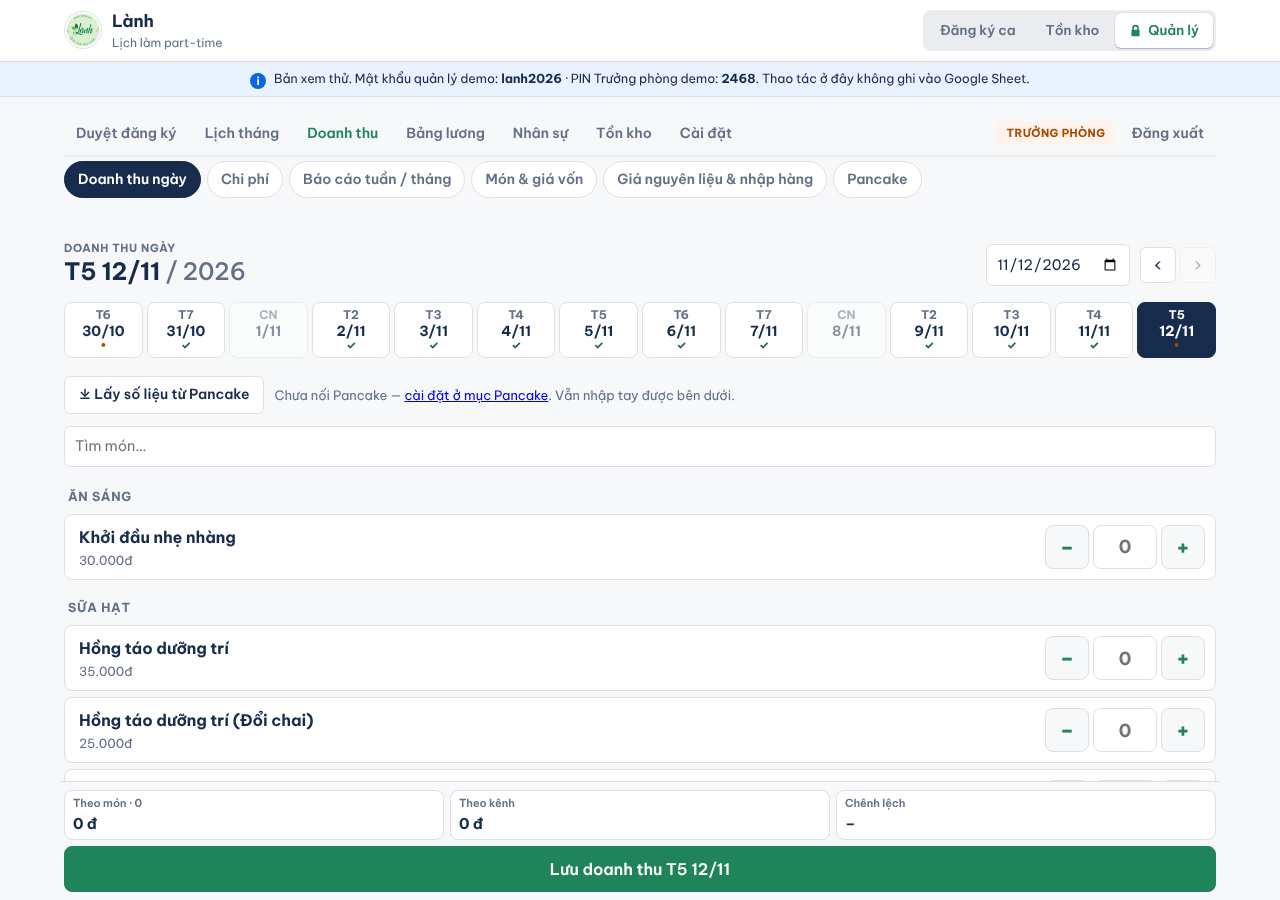 Lành
Lành
Lịch làm part-time
Đăng ký ca
Tồn kho
Quản lý
Bản xem thử. Mật khẩu quản lý demo: lanh2026 · PIN Trưởng phòng demo: 2468. Thao tác ở đây không ghi vào Google Sheet.
Duyệt đăng ký
Lịch tháng
Doanh thu
Bảng lương
Nhân sự
Tồn kho
Cài đặt
TRƯỞNG PHÒNG
Đăng xuất
Doanh thu ngày
Chi phí
Báo cáo tuần / tháng
Món & giá vốn
Giá nguyên liệu & nhập hàng
Pancake
DOANH THU NGÀY
T5 12/11 / 2026
11/12/2026
T6
30/10
T7
31/10
CN
1/11
T2
2/11
T3
3/11
T4
4/11
T5
5/11
T6
6/11
T7
7/11
CN
8/11
T2
9/11
T3
10/11
T4
11/11
T5
12/11
Lấy số liệu từ Pancake
Chưa nối Pancake — cài đặt ở mục Pancake. Vẫn nhập tay được bên dưới.
Tìm món...
ĂN SÁNG
Khởi đầu nhẹ nhàng
30.000đ
− 0 +
SỮA HẠT
Hồng táo dưỡng trí
35.000đ
− 0 +
Hồng táo dưỡng trí (Đổi chai)
25.000đ
− 0 +
Theo món · 0
0 đ
Theo kênh
0 đ
Chênh lệch
–
Lưu doanh thu T5 12/11